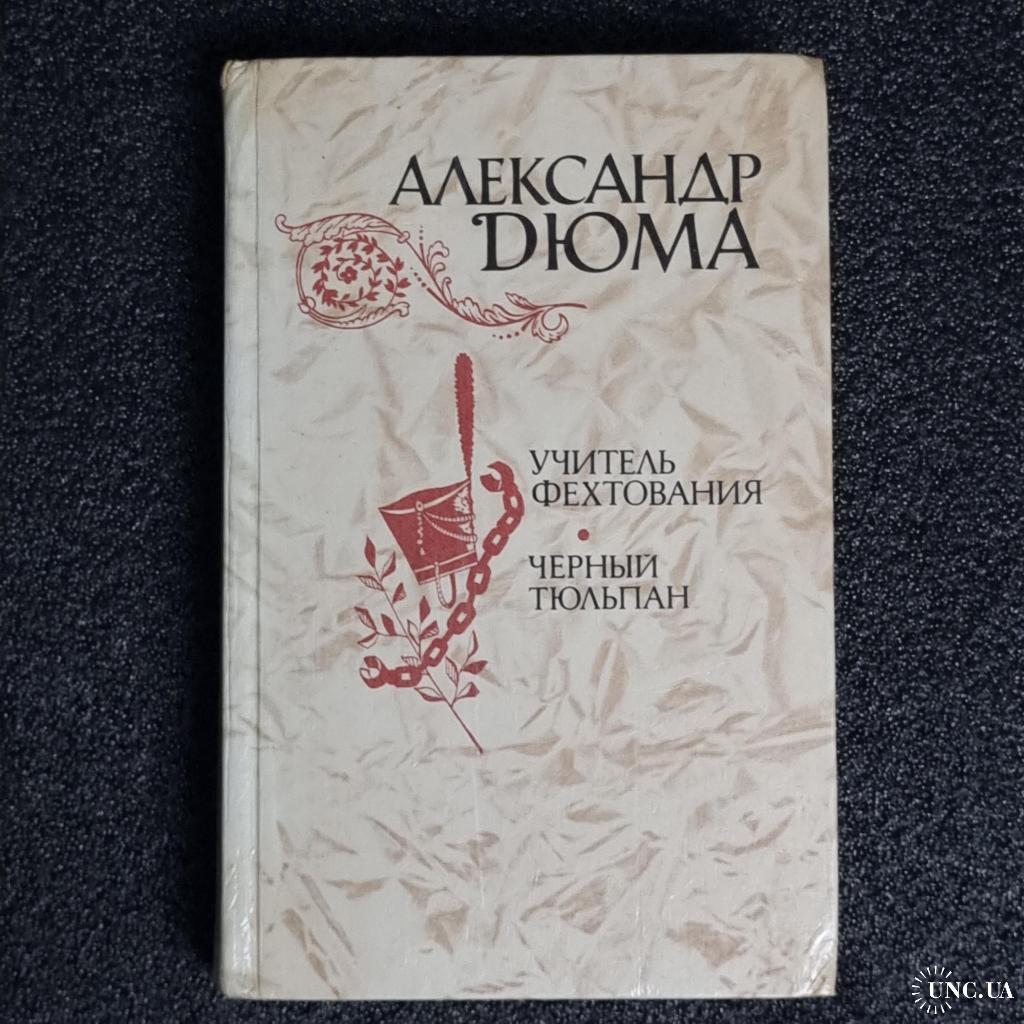 АЛЕКСАНДР
ДЮМА
УЧИТЕЛЬ
ФЕХТОВАНИЯ
ЧЕРНЫЙ
ТЮЛЬПАН
UNC.UA